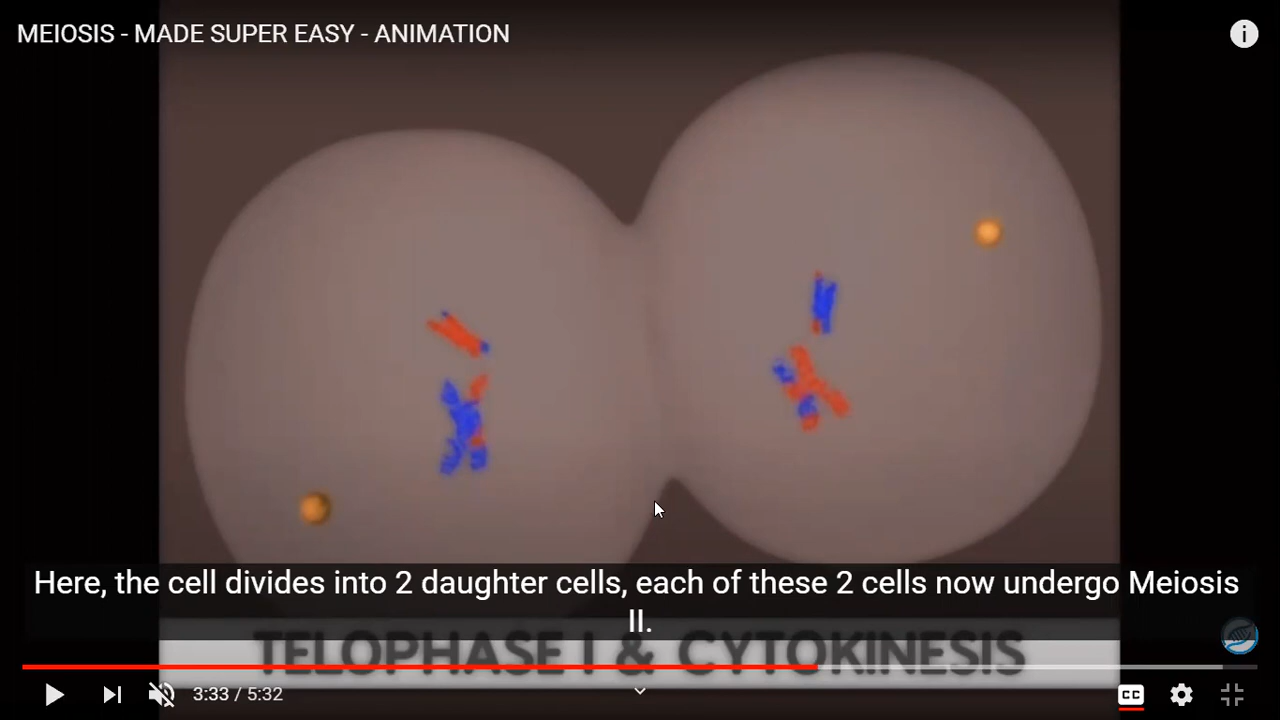 MEIOSIS - MADE SUPER EASY - ANIMATION
Here, the cell divides into 2 daughter cells, each of these 2 cells now undergo Meiosis
II.
TELOPHASE I & CYTOKINESIS
3:33 / 5:32
CC